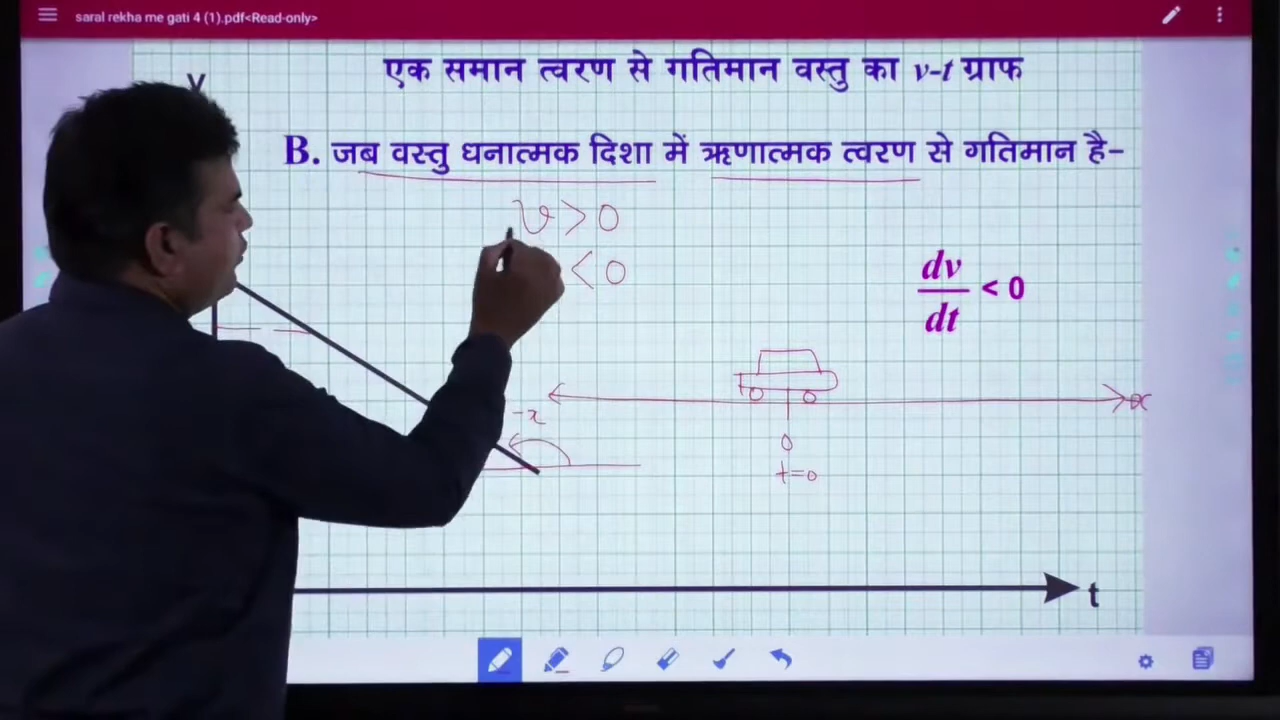 saral rekha me gati 4 (1).pdf<Read-only>
एक समान त्वरण से गतिमान वस्तु का v-t ग्राफ
v
B. जब वस्तु धनात्मक दिशा में ऋणात्मक त्वरण से गतिमान है-
v > 0
< 0
dv/dt < 0
-x
x
0
t=0
t